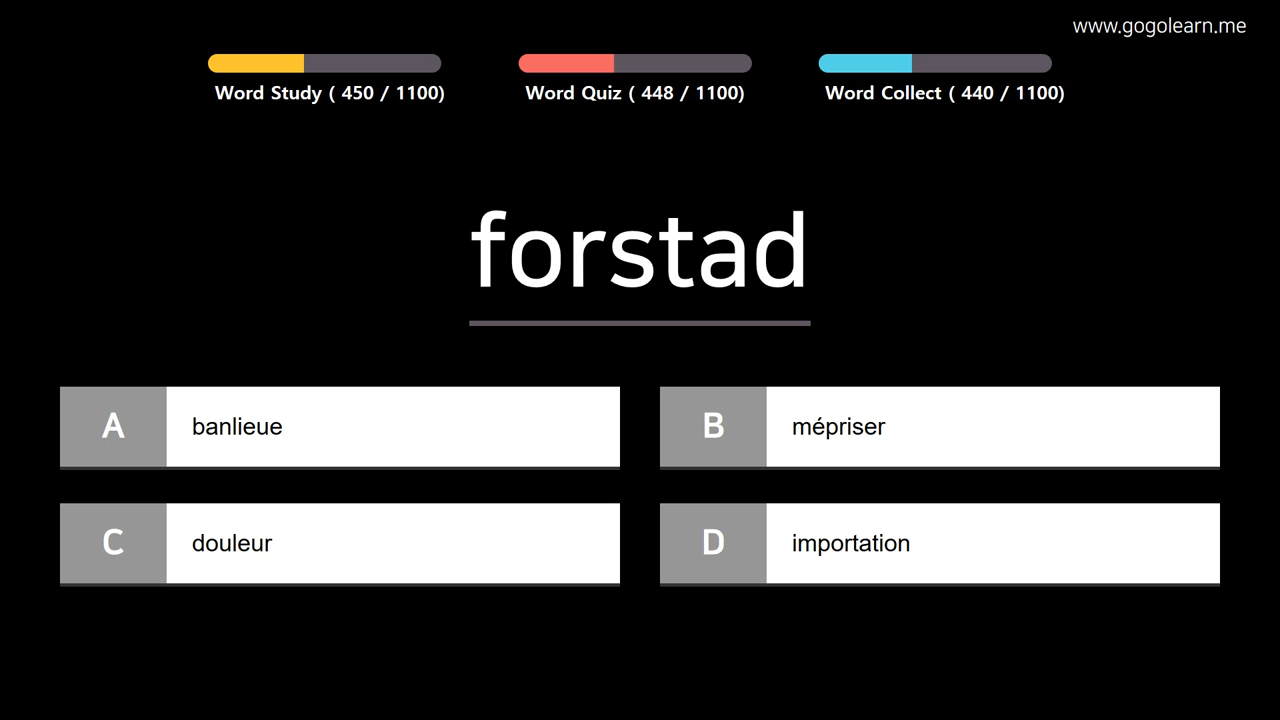 www.gogolearn.me
Word Study ( 450 / 1100)
Word Quiz ( 448 / 1100)
Word Collect ( 440 / 1100)
forstad
A banlieue
B mépriser
C douleur
D importation